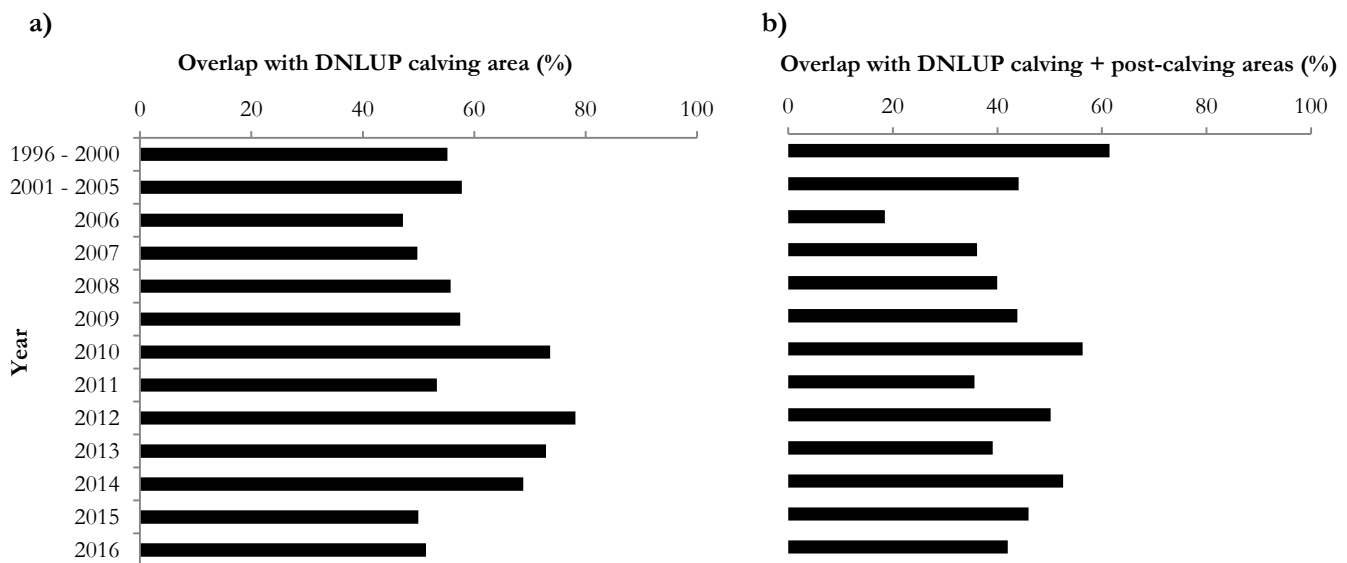 a)
Overlap with DNLUP calving area (%)
0 20 40 60 80 100
Year
1996 - 2000
2001 - 2005
2006
2007
2008
2009
2010
2011
2012
2013
2014
2015
2016
b)
Overlap with DNLUP calving + post-calving areas (%)
0 20 40 60 80 100